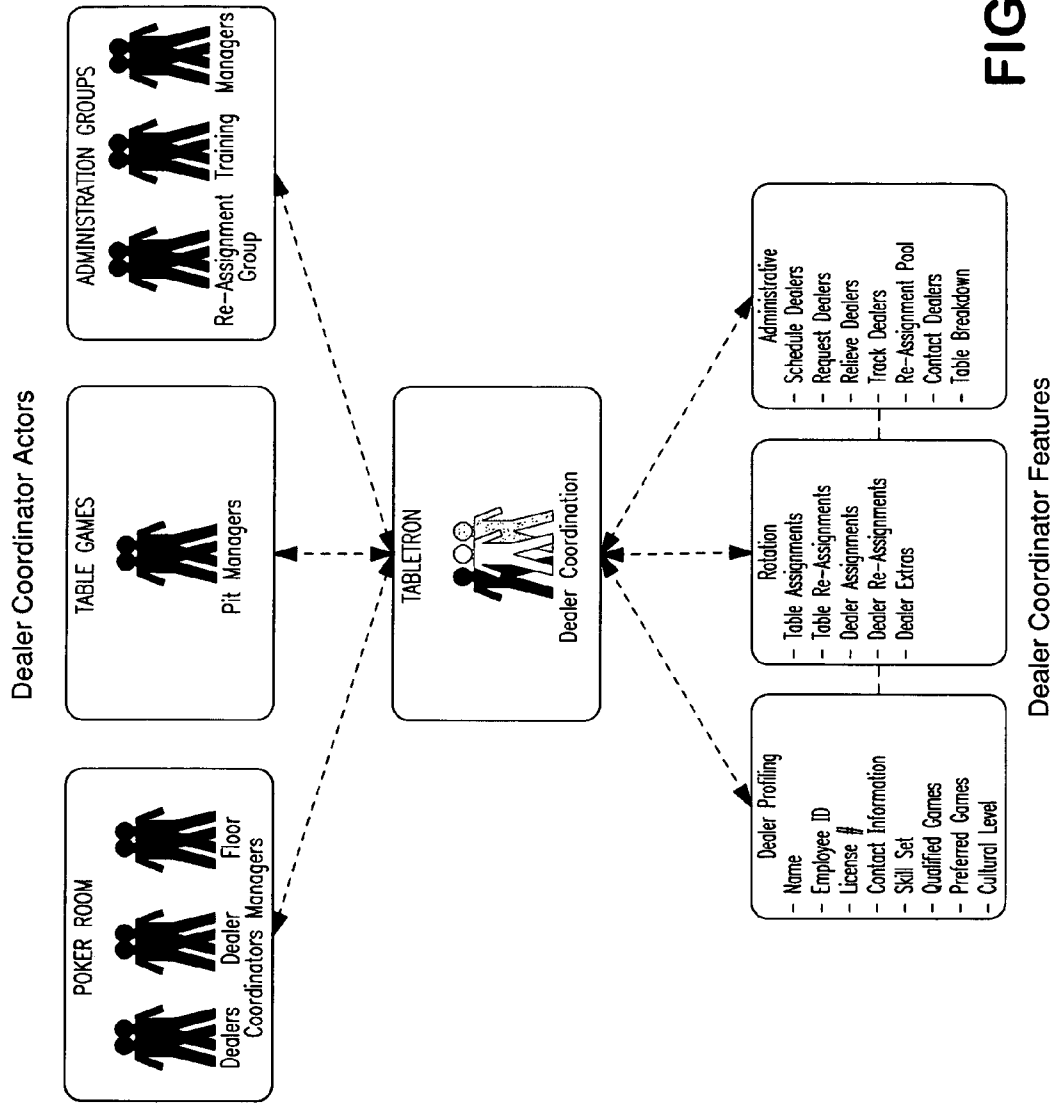 Dealer Coordinator Actors
POKER ROOM
Dealers
Dealer
Floor
Coordinators Managers
TABLE GAMES
Pit Managers
ADMINISTRATION GROUPS
Re-Assignment Training Managers
Group
TABLETRON
Dealer Coordination
Dealer Profiling
- Name
- Employee ID
- License #
- Contact Information
- Skill Set
- Qualified Games
- Preferred Games
- Cultural Level
Rotation
- Table Assignments
- Table Re-Assignments
- Dealer Assignments
- Dealer Re-Assignments
- Dealer Extras
Administrative
- Schedule Dealers
- Request Dealers
- Relieve Dealers
- Track Dealers
- Re-Assignment Pool
- Contact Dealers
- Table Breakdown
Dealer Coordinator Features
FIG